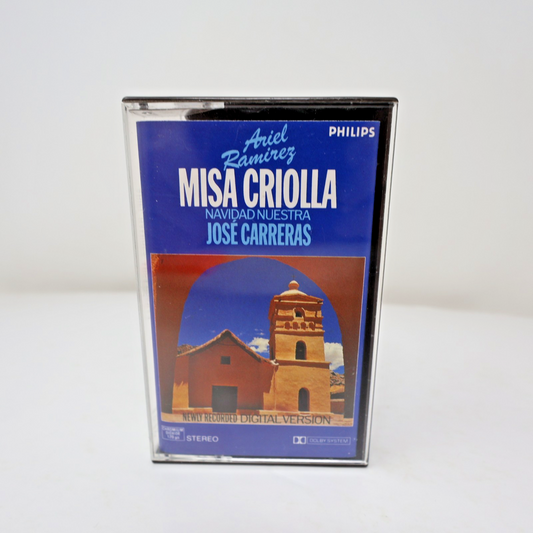 PHILIPS
Ariel
Ramirez
MISA CRIOLLA
NAVIDAD NUESTRA
JOSÉ CARRERAS
NEWLY RECORDED DIGITAL VERSION
STEREO
DOLBY SYSTEM